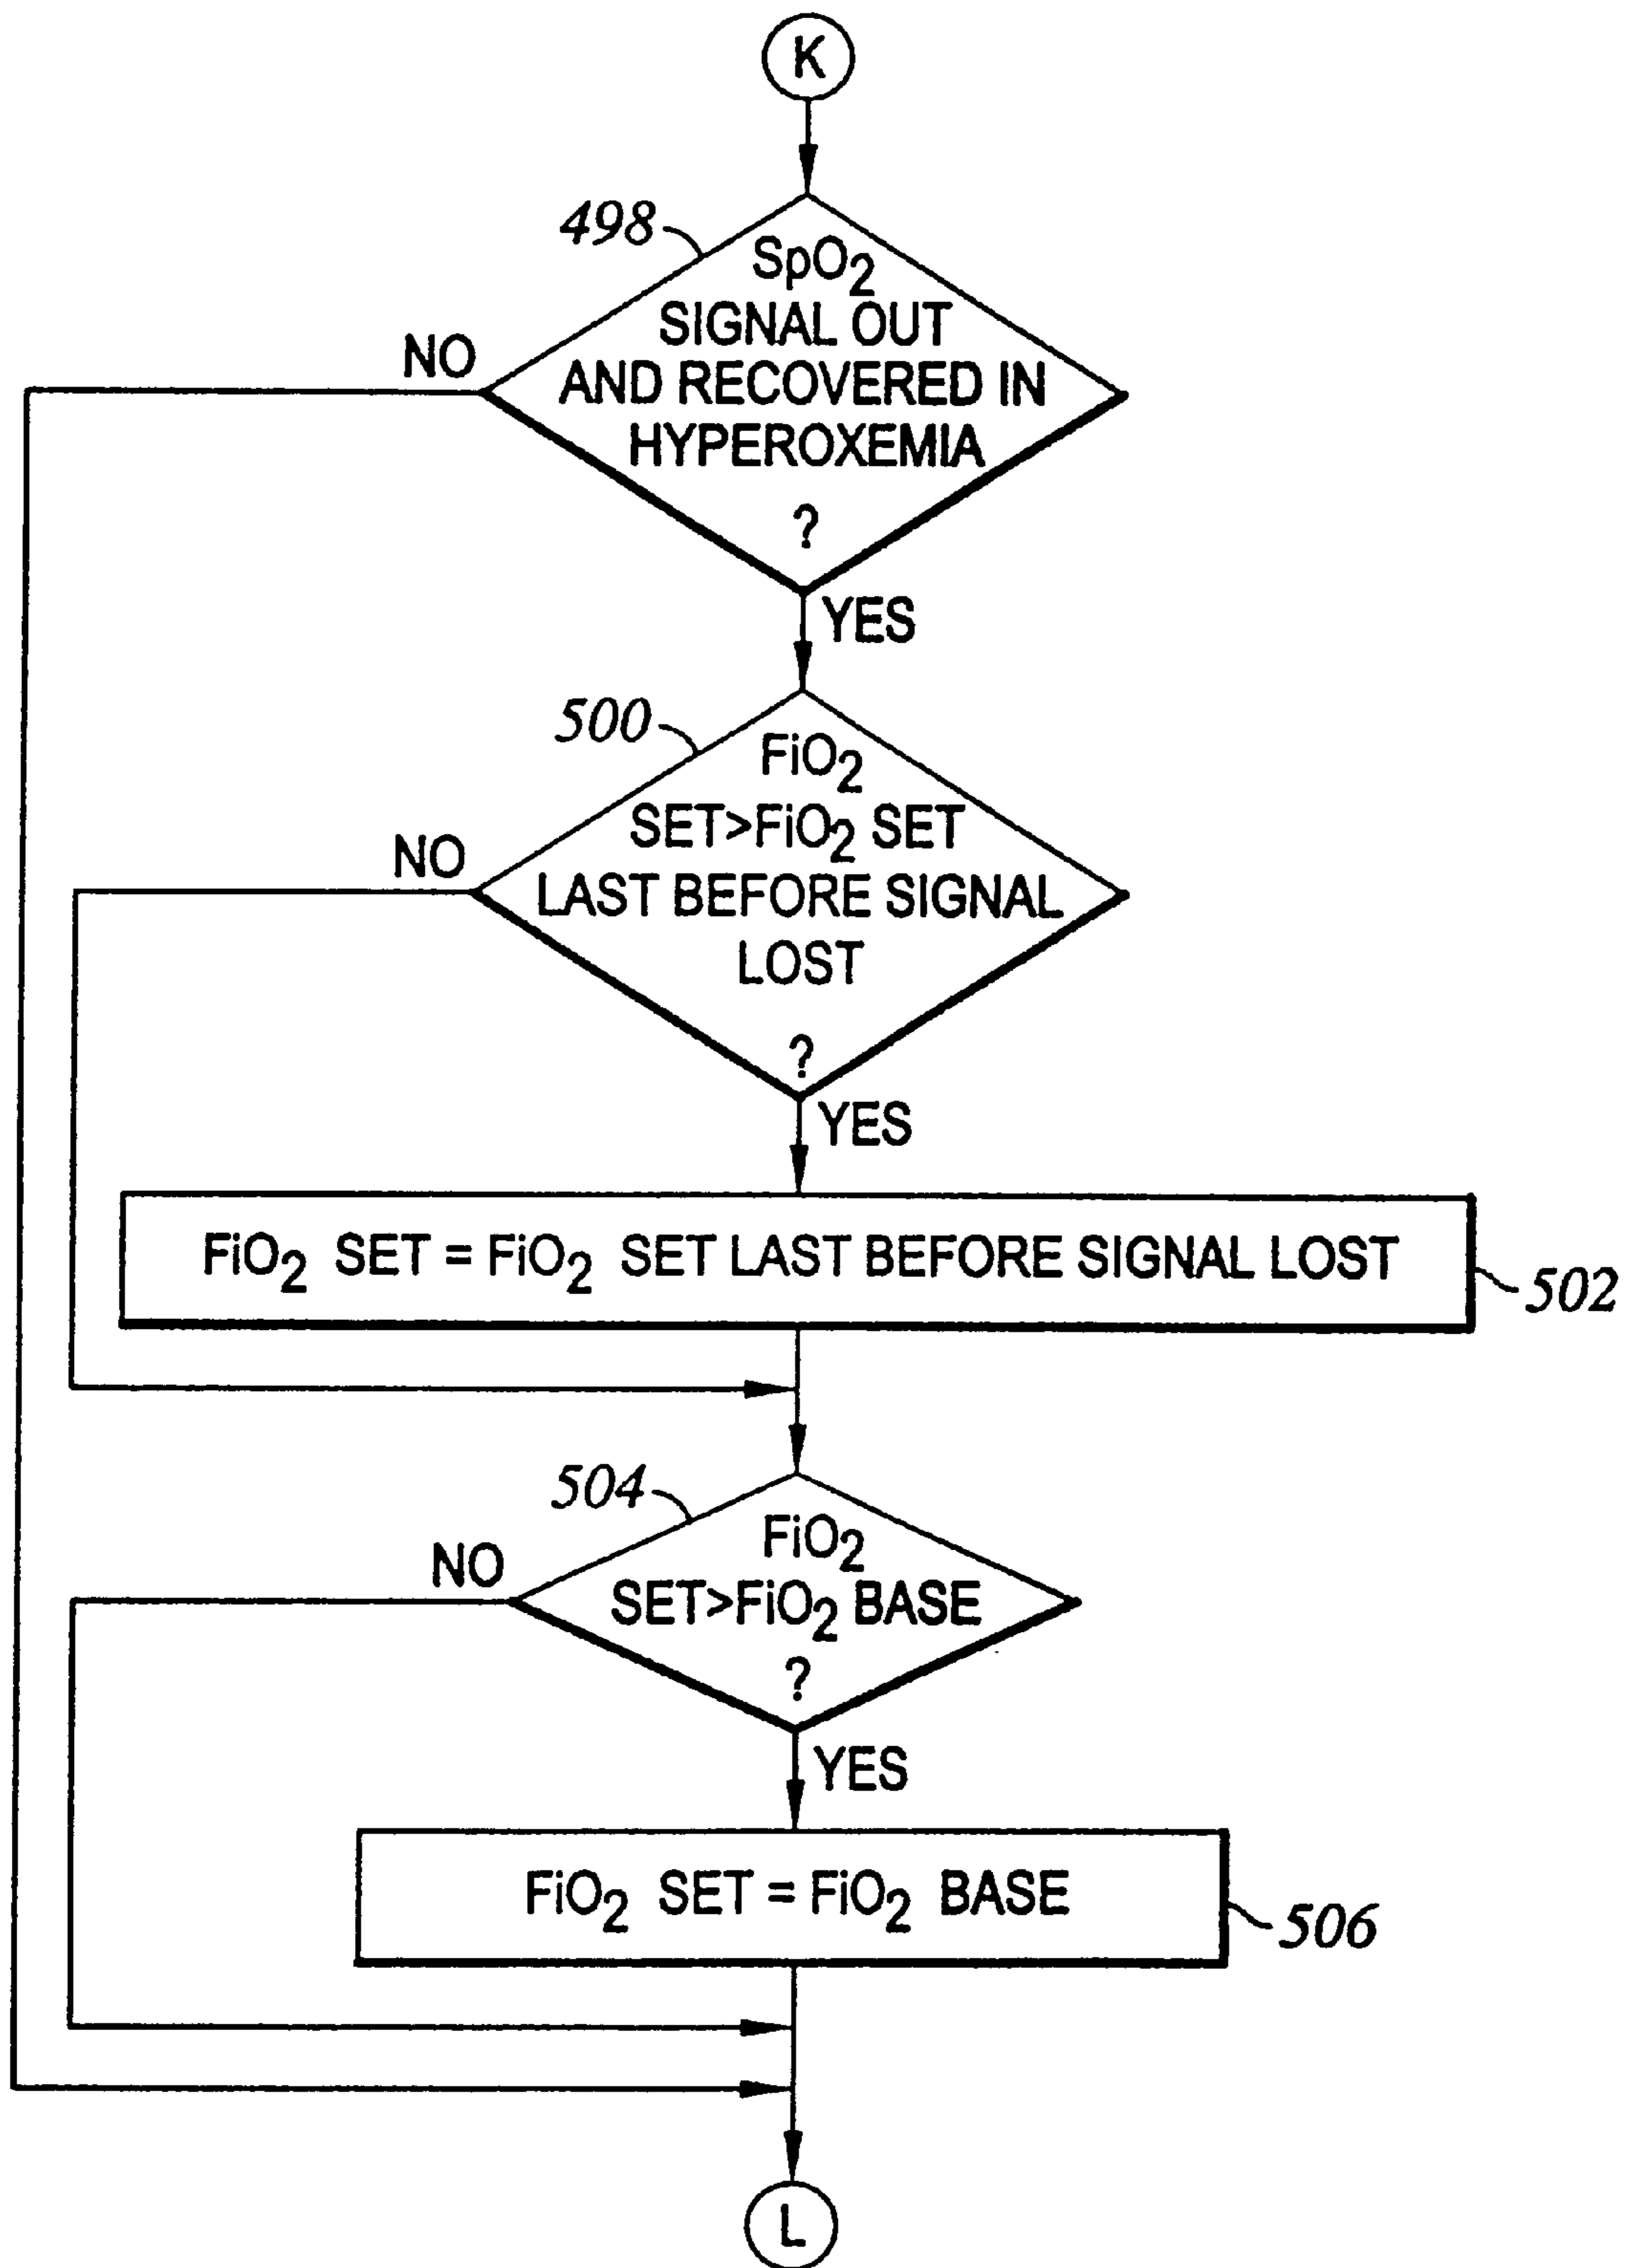 K
498
SpO2
SIGNAL OUT
AND RECOVERED IN
HYPEROXEMIA
?
NO
YES
500
FiO2
SET>FiO2 SET
LAST BEFORE SIGNAL
LOST
?
NO
YES
FiO2 SET = FiO2 SET LAST BEFORE SIGNAL LOST
502
504
FiO2
SET>FiO2 BASE
?
NO
YES
FiO2 SET = FiO2 BASE
506
L